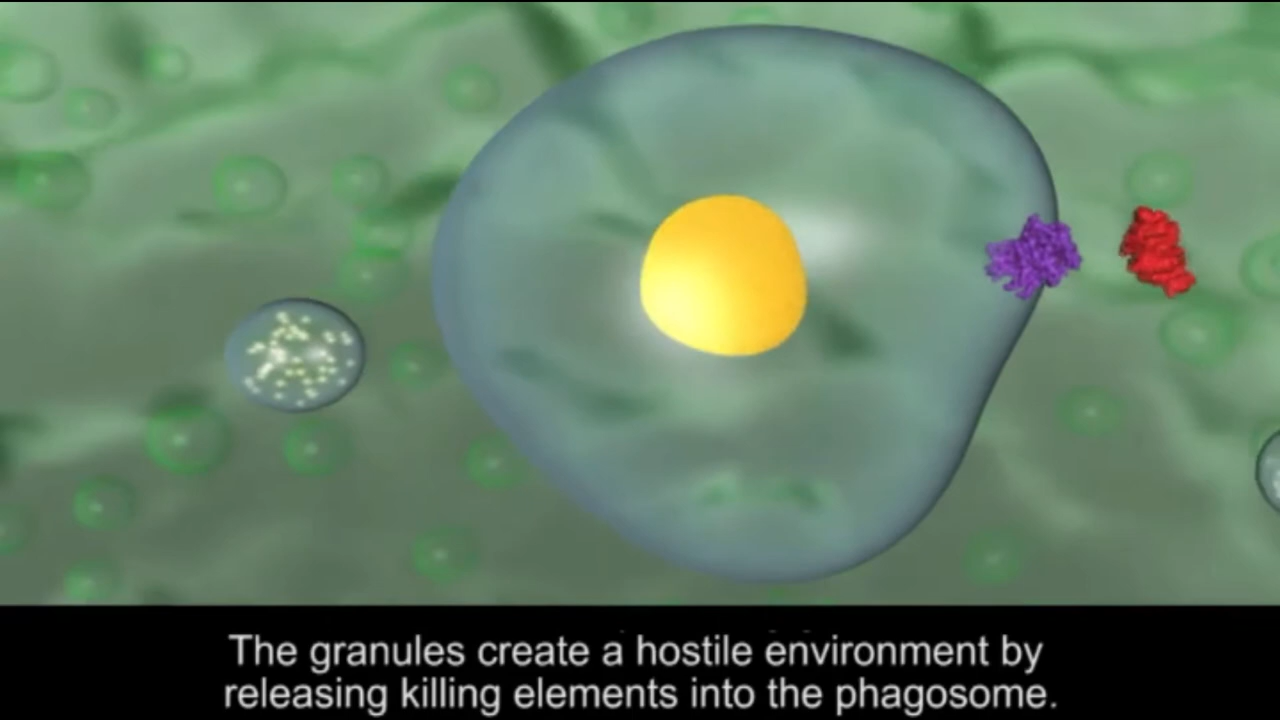 The granules create a hostile environment by
releasing killing elements into the phagosome.